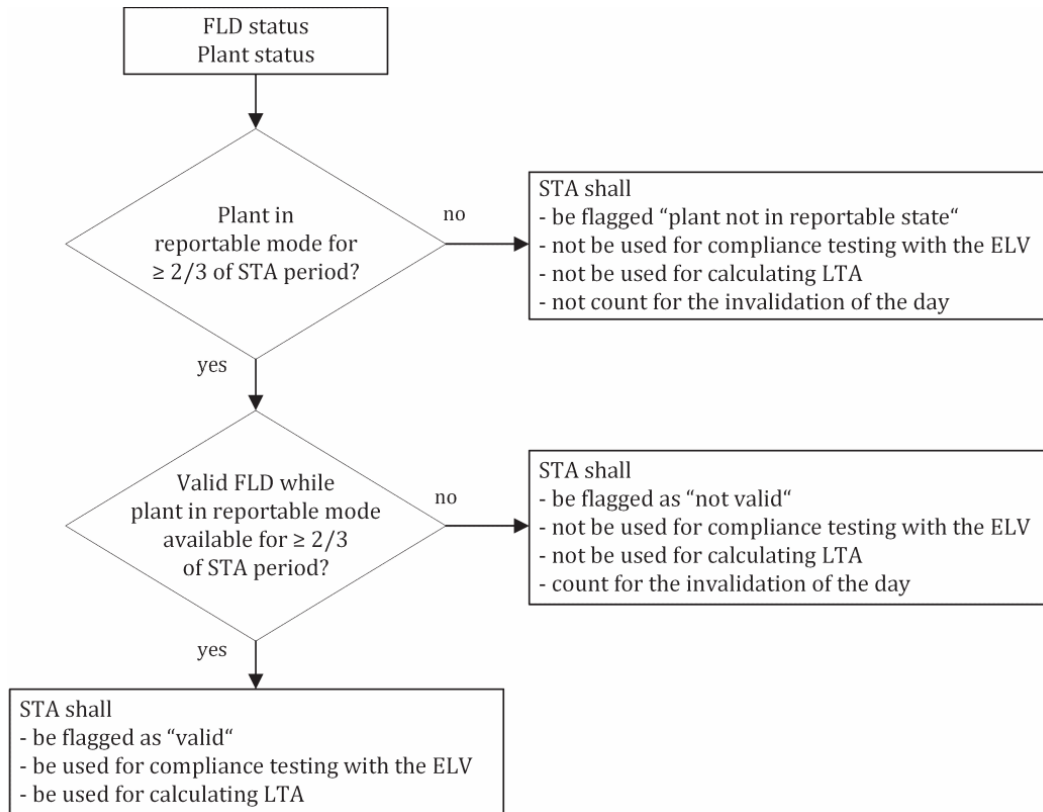 FLD status
Plant status
Plant in
reportable mode for
≥ 2/3 of STA period?
no
STA shall
- be flagged “plant not in reportable state“
- not be used for compliance testing with the ELV
- not be used for calculating LTA
- not count for the invalidation of the day
yes
Valid FLD while
plant in reportable mode
available for ≥ 2/3
of STA period?
no
STA shall
- be flagged as “not valid“
- not be used for compliance testing with the ELV
- not be used for calculating LTA
- count for the invalidation of the day
yes
STA shall
- be flagged as “valid“
- be used for compliance testing with the ELV
- be used for calculating LTA